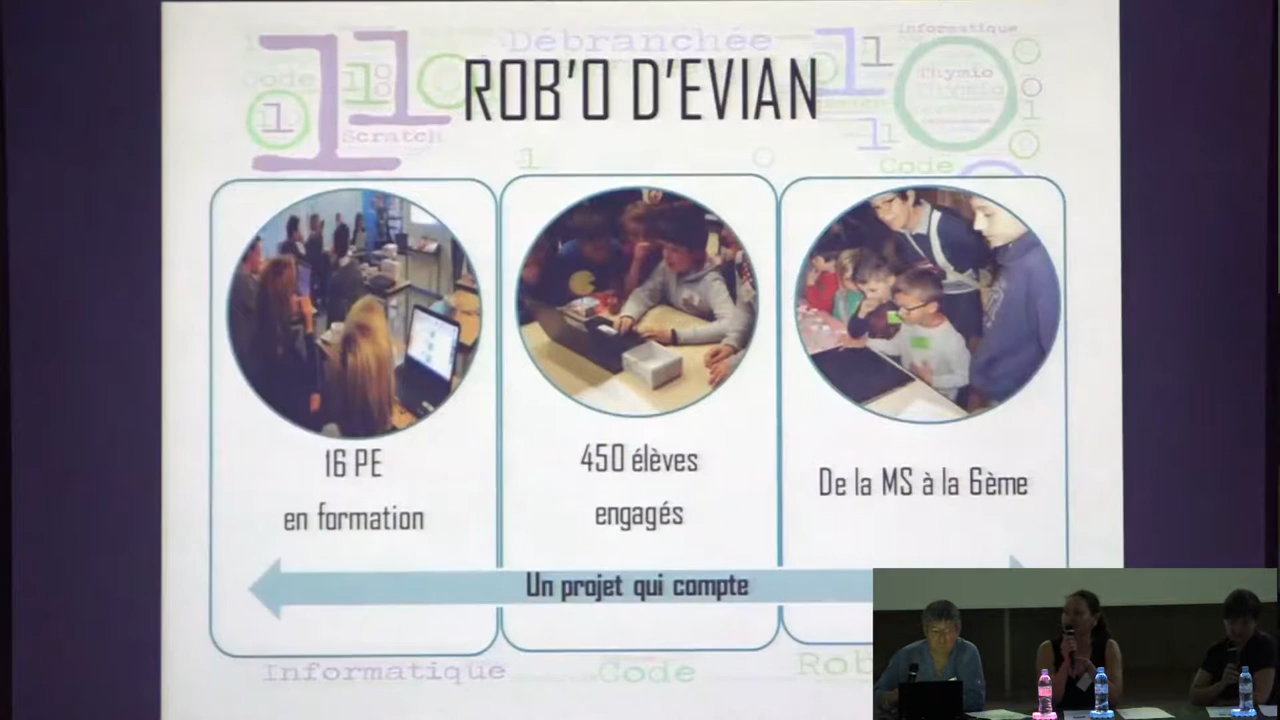 Débranchée
informatique
Code
Scratch
Thymio
Thymio
Code
ROB'O D'EVIAN
16 PE
en formation
450 élèves
engagés
De la MS à la 6ème
Un projet qui compte
Informatique
Code
Rob